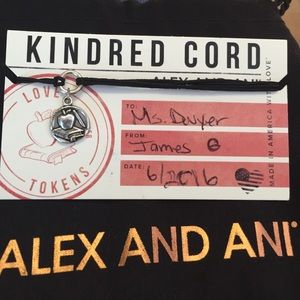 KINDRED CORD
ALEX AND ANI
LOVE
TOKENS
TO:
Ms. Dwyer
FROM:
James G
DATE:
6/2016
MADE IN AMERICA WITH LOVE
ALEX AND ANI